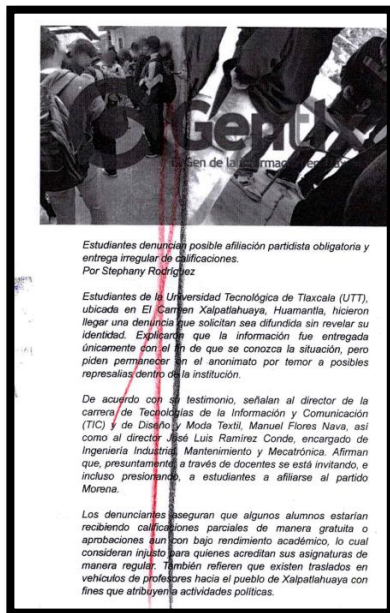 GentTx
El Gen de la informa
Estudiantes denuncian posible afiliación partidista obligatoria y
entrega irregular de calificaciones.
Por Stephany Rodríguez
Estudiantes de la Universidad Tecnológica de Tlaxcala (UTT),
ubicada en El Carmen Xalpatlahuaya, Huamantla, hicieron
llegar una denuncia que solicitan sea difundida sin revelar su
identidad. Explicaron que la información fue entregada
únicamente con el fin de que se conozca la situación, pero
piden permanecer en el anonimato por temor a posibles
represalias dentro de la institución.
De acuerdo con su testimonio, señalan al director de la
carrera de Tecnologías de la Información y Comunicación
(TIC) y de Diseño y Moda Textil, Manuel Flores Nava, así
como al director José Luis Ramírez Conde, encargado de
Ingeniería Industrial, Mantenimiento y Mecatrónica. Afirman
que, presuntamente, a través de docentes se está invitando, e
incluso presionando, a estudiantes a afiliarse al partido
Morena.
Los denunciantes aseguran que algunos alumnos estarían
recibiendo calificaciones parciales de manera gratuita o
aprobaciones aun con bajo rendimiento académico, lo cual
consideran injusto para quienes acreditan sus asignaturas de
manera regular. También refieren que existen traslados en
vehículos de profesores hacia el pueblo de Xalpatlahuaya con
fines que atribuyen a actividades políticas.